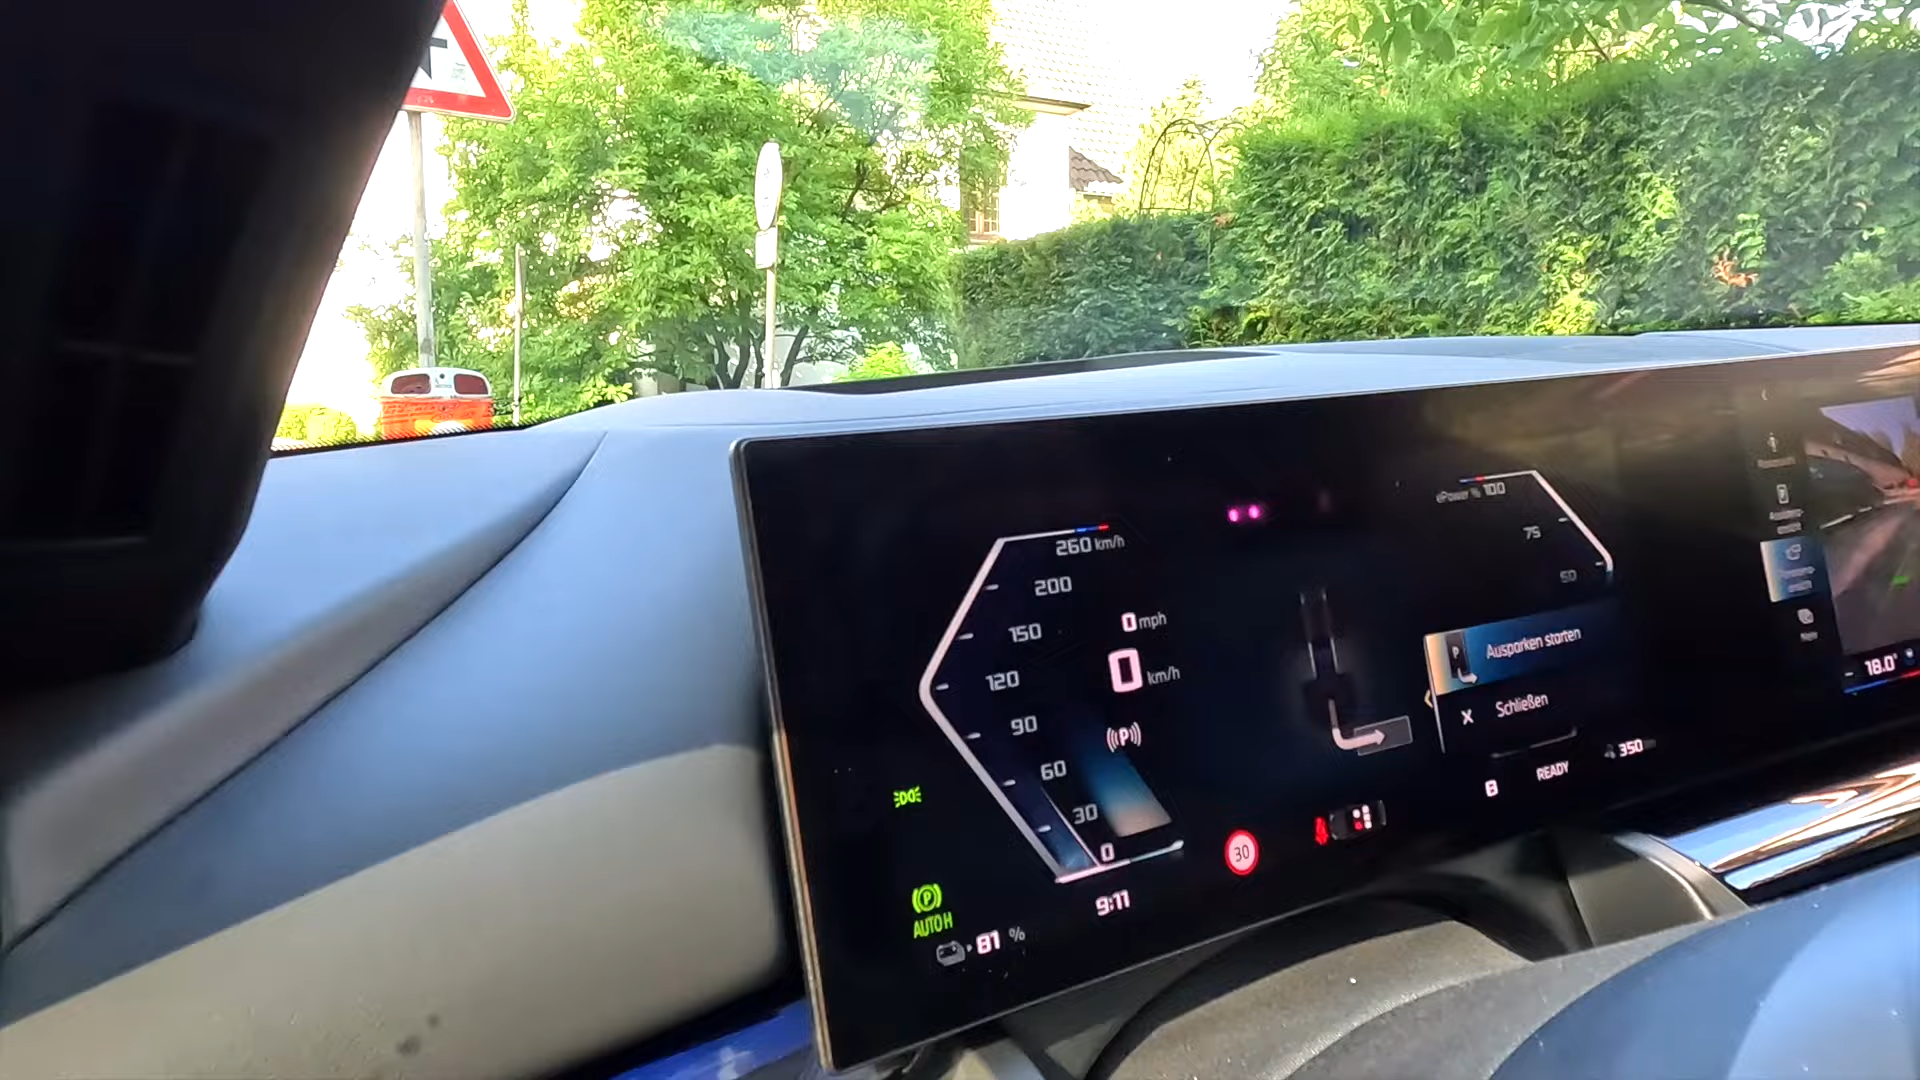 260 km/h
200
150
120
90
60
30
0
0 mph
0 km/h
(P)
ePower % 100
75
50
Ausparken starten
X Schließen
350
READY
30
P
AUTO H
81 %
9:11
18.0°